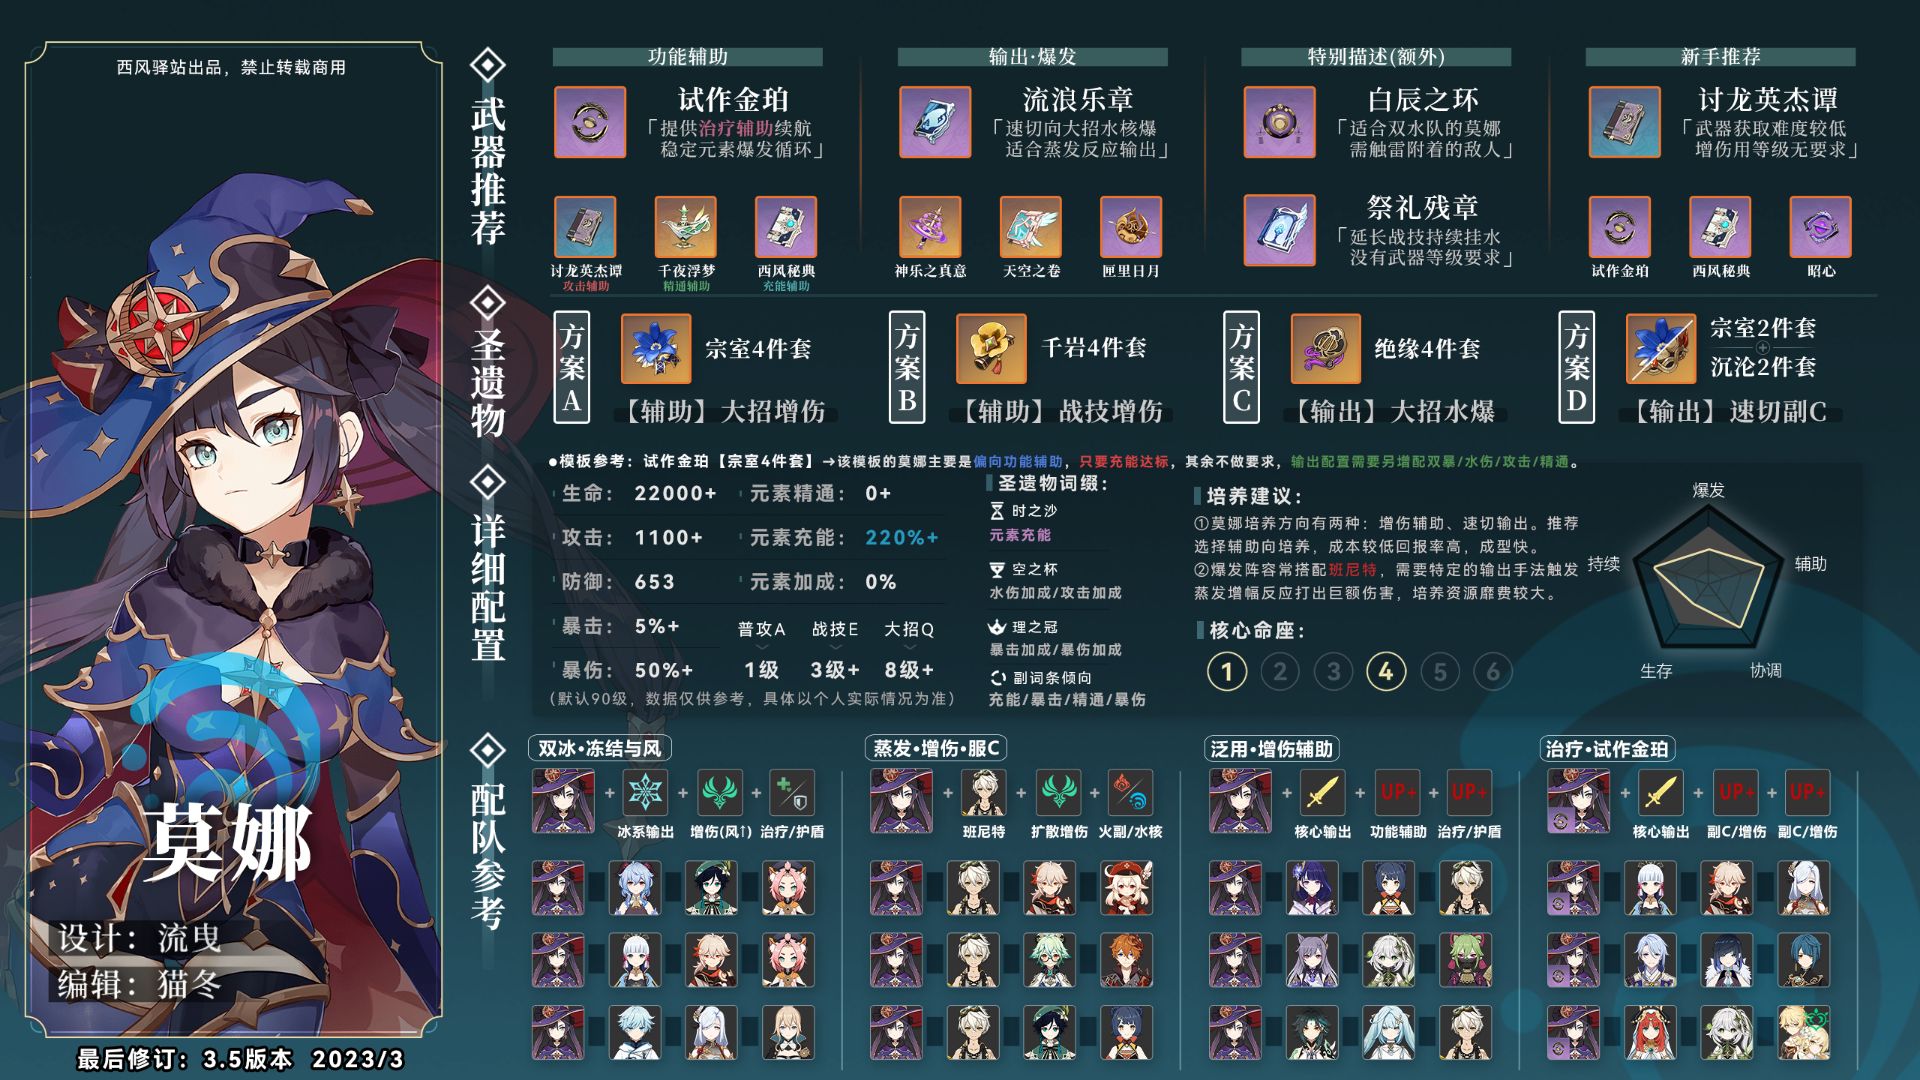 西风驿站出品，禁止转载商用
莫娜
设计：流曳
编辑：猫冬
最后修订：3.5版本 2023/3
武器推荐
功能辅助
试作金珀
「提供治疗辅助续航
稳定元素爆发循环」
讨龙英杰谭
攻击辅助
千夜浮梦
精通辅助
西风秘典
充能辅助
输出·爆发
流浪乐章
「速切向大招水核爆
适合蒸发反应输出」
神乐之真意
天空之卷
匣里日月
特别描述(额外)
白辰之环
「适合双水队的莫娜
需触雷附着的敌人」
祭礼残章
「延长战技持续挂水
没有武器等级要求」
新手推荐
讨龙英杰谭
「武器获取难度较低
增伤用等级无要求」
试作金珀
西风秘典
昭心
圣遗物
方案A
宗室4件套
【辅助】大招增伤
方案B
千岩4件套
【辅助】战技增伤
方案C
绝缘4件套
【输出】大招水爆
方案D
宗室2件套
+
沉沦2件套
【输出】速切副C
详细配置
●模板参考：试作金珀【宗室4件套】→该模板的莫娜主要是偏向功能辅助，只要充能达标，其余不做要求，输出配置需要另增配双暴/水伤/攻击/精通。
生命： 22000+ 元素精通： 0+
攻击： 1100+ 元素充能： 220%+
防御： 653 元素加成： 0%
暴击： 5%+ 普攻A 战技E 大招Q
暴伤： 50%+ 1级 3级+ 8级+
(默认90级，数据仅供参考，具体以个人实际情况为准)
圣遗物词缀：
时之沙
元素充能
空之杯
水伤加成/攻击加成
理之冠
暴击加成/暴伤加成
副词条倾向
充能/暴击/精通/暴伤
培养建议：
①莫娜培养方向有两种：增伤辅助、速切输出。推荐
选择辅助向培养，成本较低回报率高，成型快。
②爆发阵容常搭配班尼特，需要特定的输出手法触发
蒸发增幅反应打出巨额伤害，培养资源靡费较大。
核心命座：
1 2 3 4 5 6
爆发
辅助
协调
生存
持续
配队参考
双冰·冻结与风
+ + +
冰系输出 增伤(风↑) 治疗/护盾
蒸发·增伤·服C
+ + +
班尼特 扩散增伤 火副/水核
泛用·增伤辅助
+ + UP+ + UP+
核心输出 功能辅助 治疗/护盾
治疗·试作金珀
+ + UP+ + UP+
核心输出 副C/增伤 副C/增伤